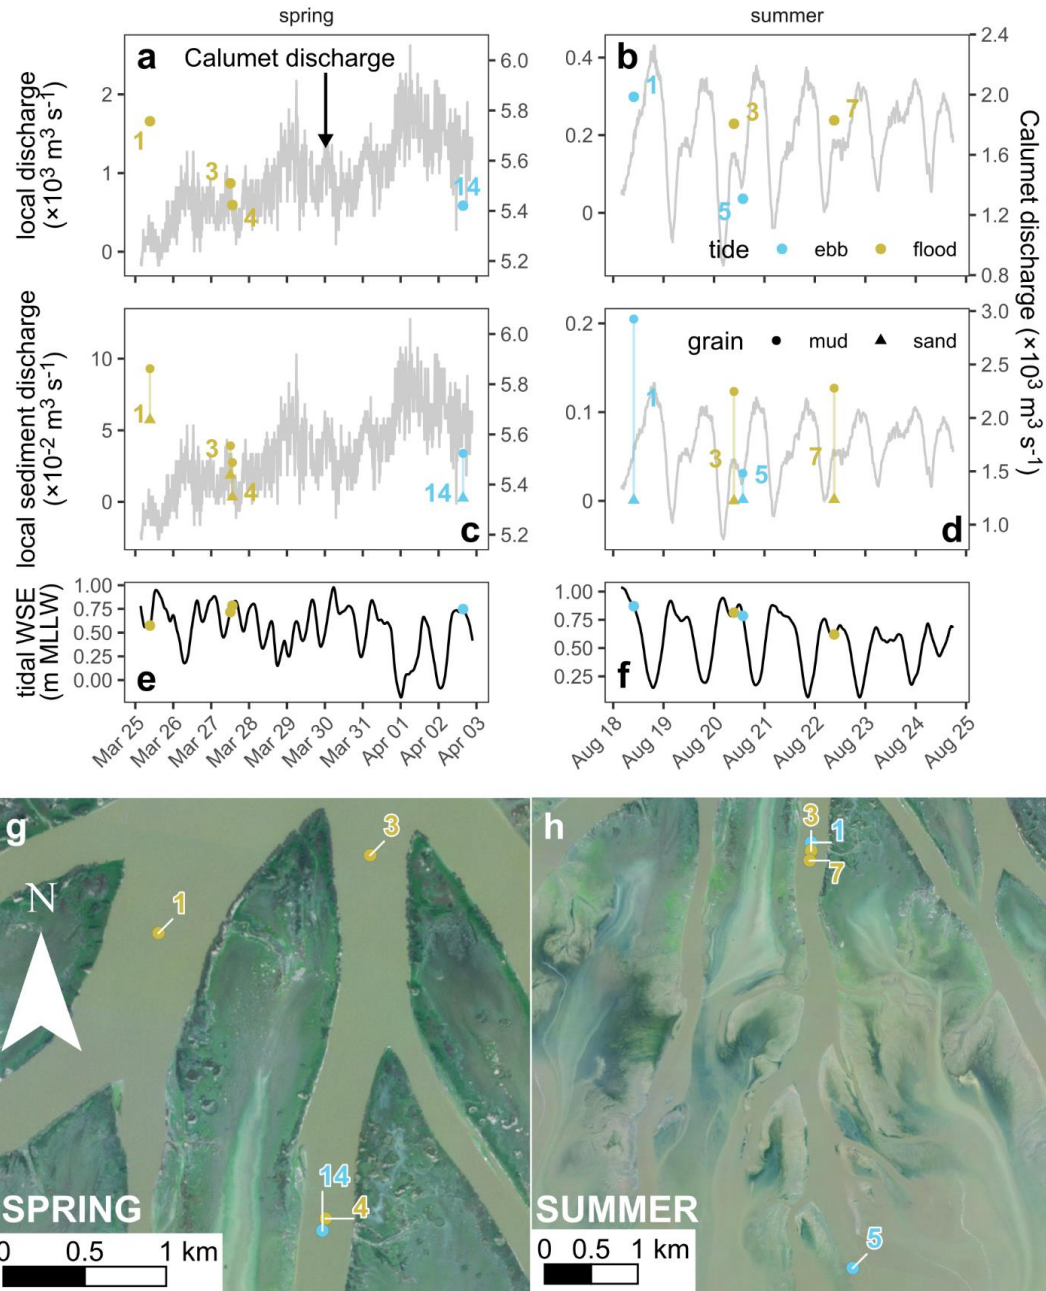 spring
summer
a
Calumet discharge
b
local discharge
(×10³ m³ s⁻¹)
2
1
0
6.0
5.8
5.6
5.4
5.2
1
3
4
14
0.4
0.2
0
2.4
2.0
1.6
1.2
0.8
1
3
7
5
tide
ebb
flood
Calumet discharge (×10³ m³ s⁻¹)
local sediment discharge
(×10⁻² m³ s⁻¹)
10
5
0
6.0
5.8
5.6
5.4
5.2
1
3
4
14
c
0.2
0.1
0
3.0
2.5
2.0
1.5
1.0
grain
mud
sand
1
3
5
7
d
tidal WSE
(m MLLW)
1.00
0.75
0.50
0.25
0.00
e
1.00
0.75
0.50
0.25
f
Mar 25
Mar 26
Mar 27
Mar 28
Mar 29
Mar 30
Mar 31
Apr 01
Apr 02
Apr 03
Aug 18
Aug 19
Aug 20
Aug 21
Aug 22
Aug 23
Aug 24
Aug 25
g
3
1
N
14
4
SPRING
0 0.5 1 km
h
3
1
7
5
SUMMER
0 0.5 1 km